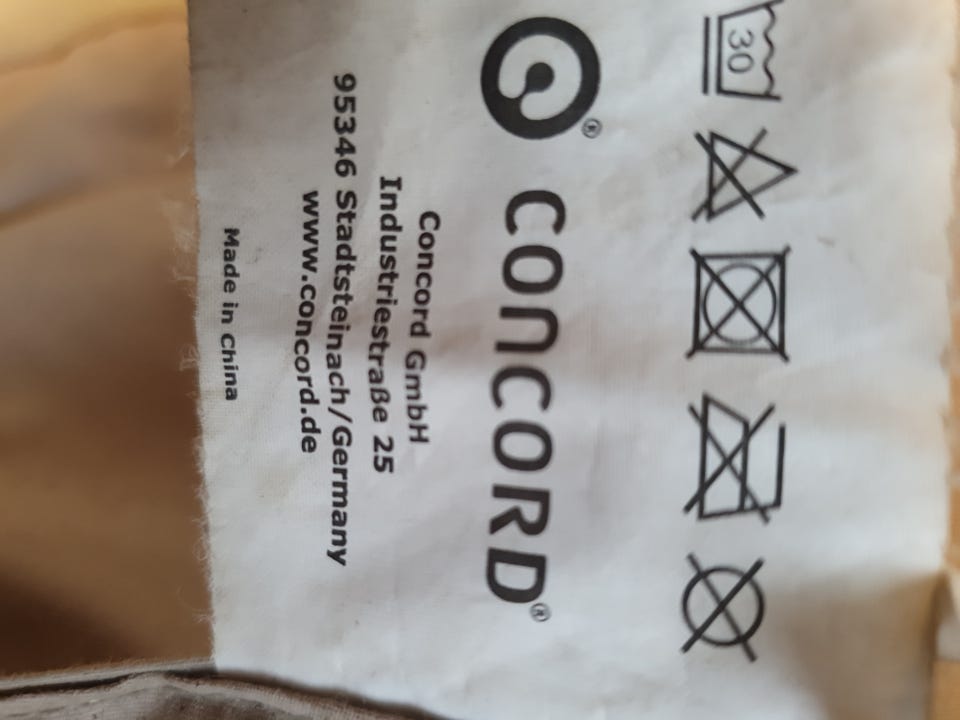 30
CONCORD®
Concord GmbH
Industriestraße 25
95346 Stadtsteinach/Germany
www.concord.de
Made in China